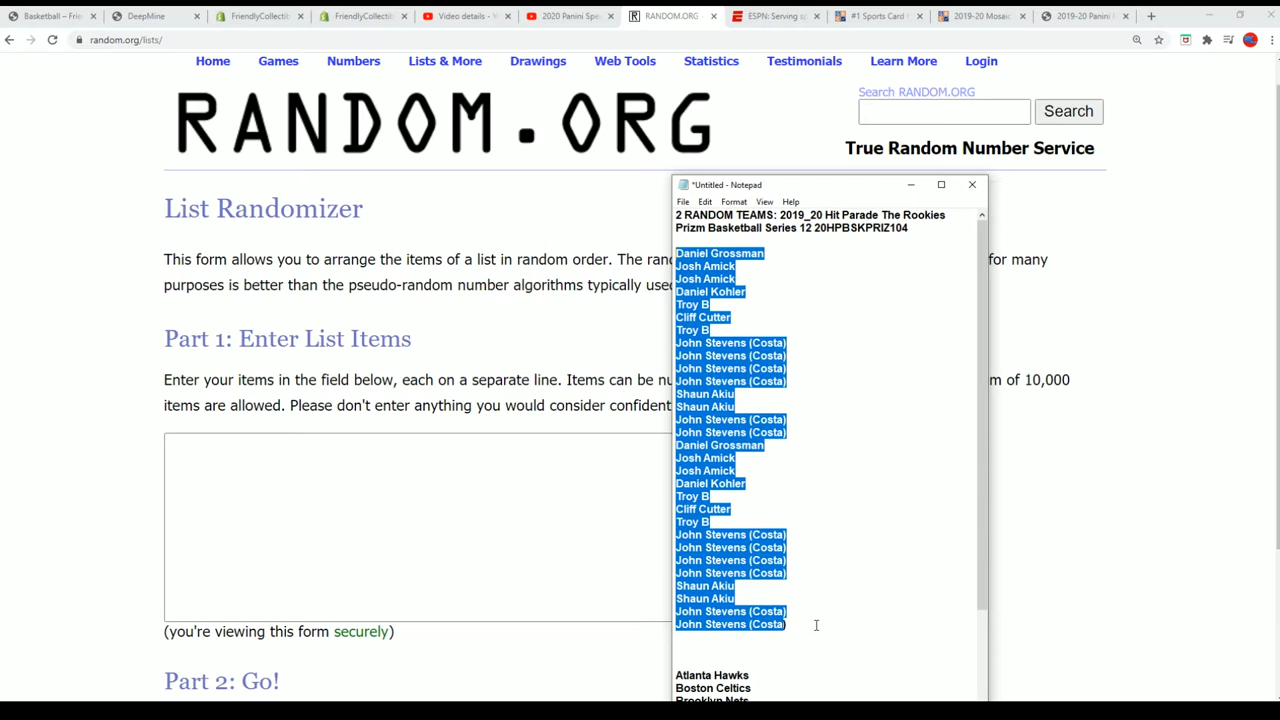 Basketball – Frie
DeepMine
FriendlyCollectib
FriendlyCollectib
Video details - Y
2020 Panini Spe
RANDOM.ORG -
ESPN: Serving sp
#1 Sports Card
2019-20 Mosaic
2019-20 Panini
random.org/lists/
Home Games Numbers Lists & More Drawings Web Tools Statistics Testimonials Learn More Login
Search RANDOM.ORG
RANDOM.ORG
Search
True Random Number Service
List Randomizer
This form allows you to arrange the items of a list in random order. The ran
for many
purposes is better than the pseudo-random number algorithms typically use
Part 1: Enter List Items
Enter your items in the field below, each on a separate line. Items can be nu
m of 10,000
items are allowed. Please don't enter anything you would consider confident
(you're viewing this form securely)
Part 2: Go!
*Untitled - Notepad
File Edit Format View Help
2 RANDOM TEAMS: 2019_20 Hit Parade The Rookies
Prizm Basketball Series 12 20HPBSKPRIZ104
Daniel Grossman
Josh Amick
Josh Amick
Daniel Kohler
Troy B
Cliff Cutter
Troy B
John Stevens (Costa)
John Stevens (Costa)
John Stevens (Costa)
John Stevens (Costa)
Shaun Akiu
Shaun Akiu
John Stevens (Costa)
John Stevens (Costa)
Daniel Grossman
Josh Amick
Josh Amick
Daniel Kohler
Troy B
Cliff Cutter
Troy B
John Stevens (Costa)
John Stevens (Costa)
John Stevens (Costa)
John Stevens (Costa)
Shaun Akiu
Shaun Akiu
John Stevens (Costa)
John Stevens (Costa)
Atlanta Hawks
Boston Celtics
Brooklyn Nets